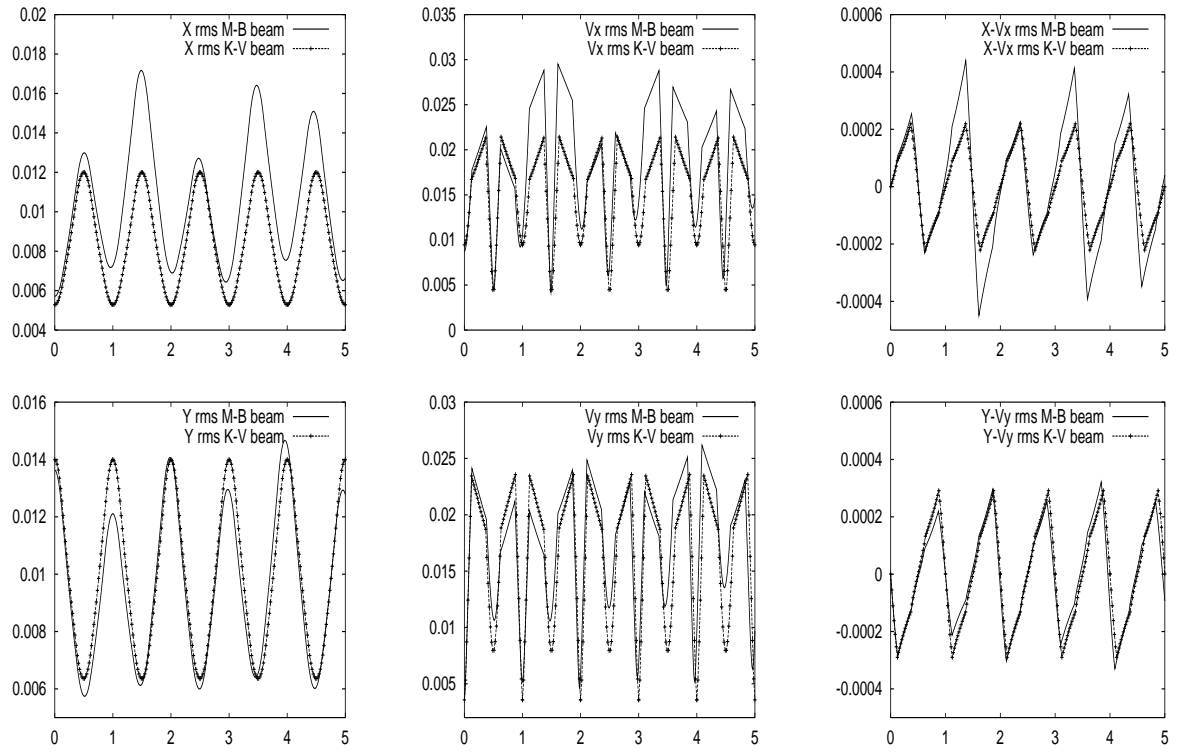 0.02
0.018
0.016
0.014
0.012
0.01
0.008
0.006
0.004
0 1 2 3 4 5
X rms M-B beam
X rms K-V beam
0.035
0.03
0.025
0.02
0.015
0.01
0.005
0
0 1 2 3 4 5
Vx rms M-B beam
Vx rms K-V beam
0.0006
0.0004
0.0002
0
-0.0002
-0.0004
0 1 2 3 4 5
X-Vx rms M-B beam
X-Vx rms K-V beam
0.016
0.014
0.012
0.01
0.008
0.006
0 1 2 3 4 5
Y rms M-B beam
Y rms K-V beam
0.03
0.025
0.02
0.015
0.01
0.005
0 1 2 3 4 5
Vy rms M-B beam
Vy rms K-V beam
0.0006
0.0004
0.0002
0
-0.0002
-0.0004
0 1 2 3 4 5
Y-Vy rms M-B beam
Y-Vy rms K-V beam